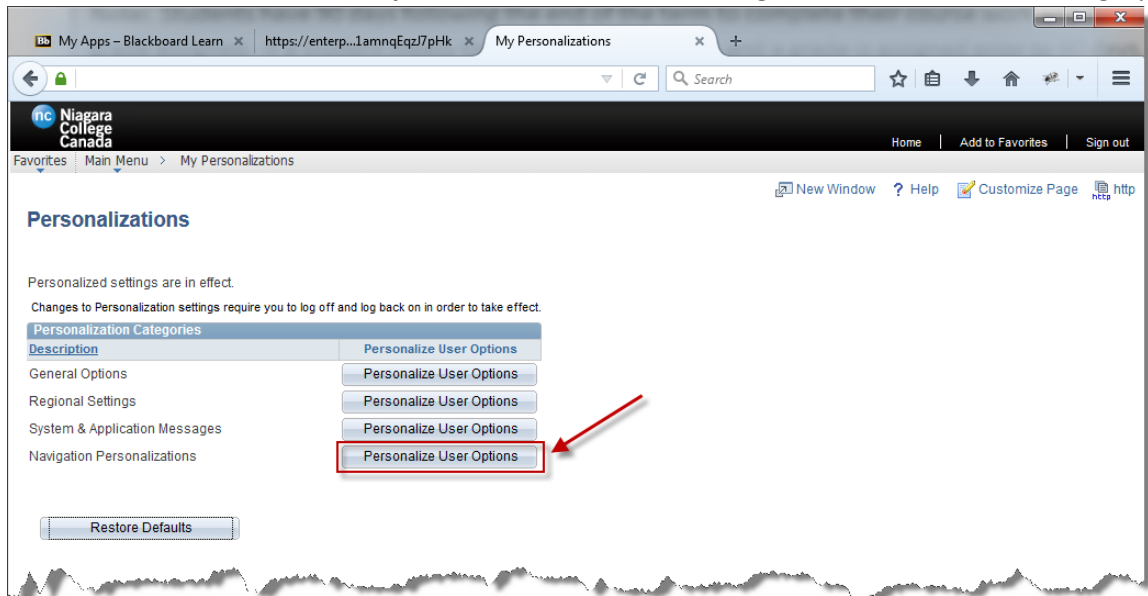 My Apps – Blackboard Learn × https://enterp...1amnqEqzJ7pHk × My Personalizations × +
Search
nc Niagara
College
Canada
Home | Add to Favorites | Sign out
Favorites Main Menu > My Personalizations
New Window ? Help Customize Page http
Personalizations
Personalized settings are in effect.
Changes to Personalization settings require you to log off and log back on in order to take effect.
Personalization Categories
Description Personalize User Options
General Options Personalize User Options
Regional Settings Personalize User Options
System & Application Messages Personalize User Options
Navigation Personalizations Personalize User Options
Restore Defaults